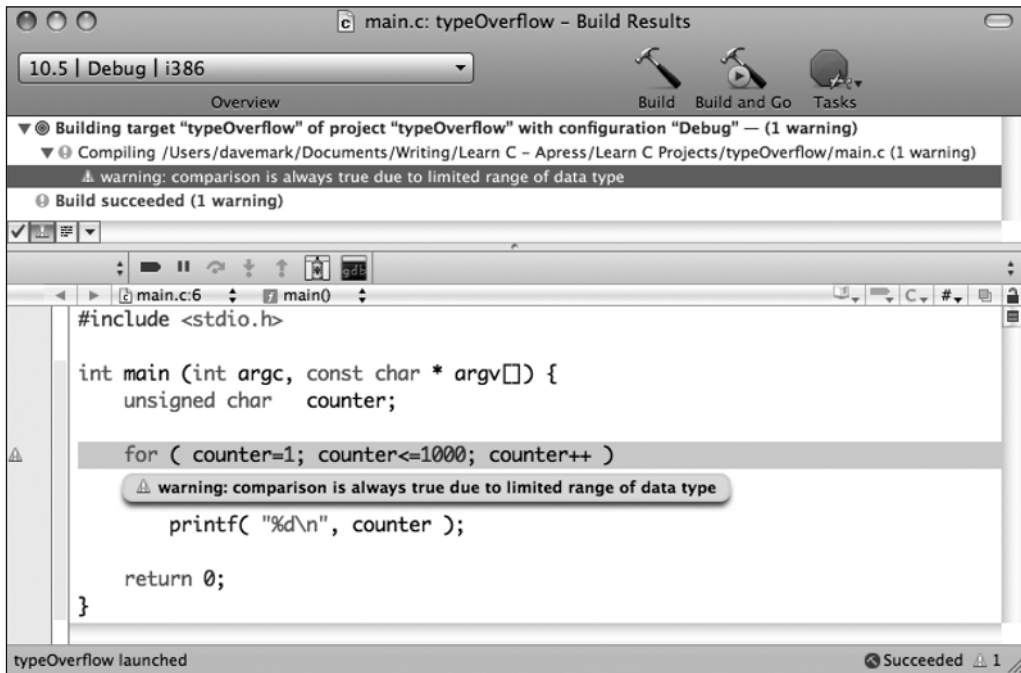 main.c: typeOverflow – Build Results
10.5 | Debug | i386
Overview
Build
Build and Go
Tasks
Building target “typeOverflow” of project “typeOverflow” with configuration “Debug” — (1 warning)
Compiling /Users/davemark/Documents/Writing/Learn C – Apress/Learn C Projects/typeOverflow/main.c (1 warning)
warning: comparison is always true due to limited range of data type
Build succeeded (1 warning)
gdb
main.c:6 main()
C #
#include <stdio.h>
int main (int argc, const char * argv[]) {
unsigned char counter;
for ( counter=1; counter<=1000; counter++ )
warning: comparison is always true due to limited range of data type
printf( "%d\n", counter );
return 0;
}
typeOverflow launched
Succeeded 1